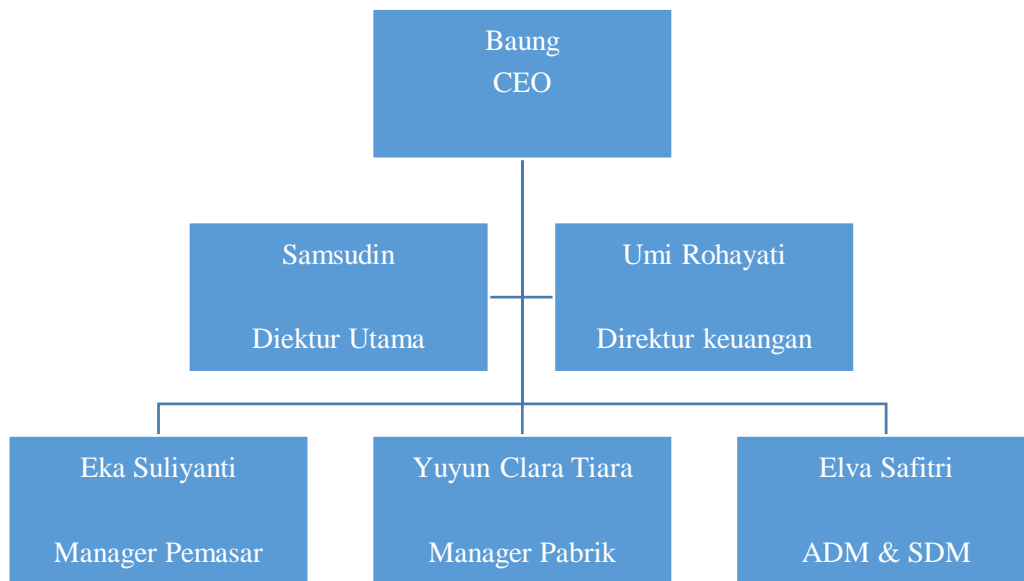 Baung
CEO
Samsudin
Diektur Utama
Umi Rohayati
Direktur keuangan
Eka Suliyanti
Manager Pemasar
Yuyun Clara Tiara
Manager Pabrik
Elva Safitri
ADM & SDM